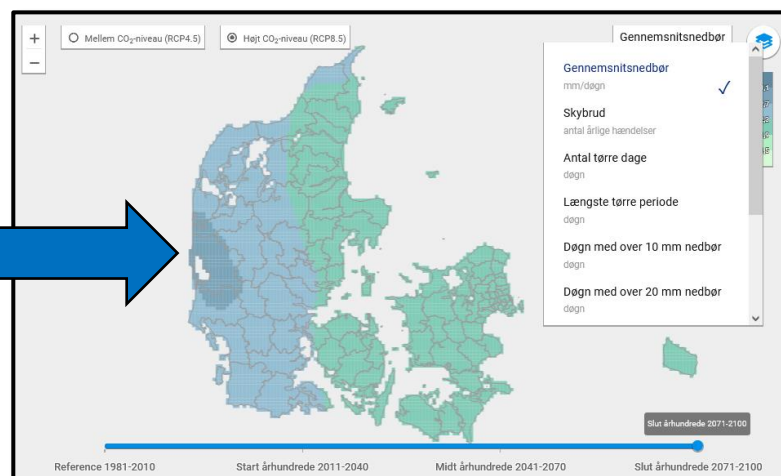 +
−
Mellem CO₂-niveau (RCP4.5)
Højt CO₂-niveau (RCP8.5)
Gennemsnitsnedbør
Gennemsnitsnedbør
mm/døgn
Skybrud
antal årlige hændelser
Antal tørre dage
døgn
Længste tørre periode
døgn
Døgn med over 10 mm nedbør
døgn
Døgn med over 20 mm nedbør
døgn
Slut århundrede 2071-2100
Reference 1981-2010
Start århundrede 2011-2040
Midt århundrede 2041-2070
Slut århundrede 2071-2100